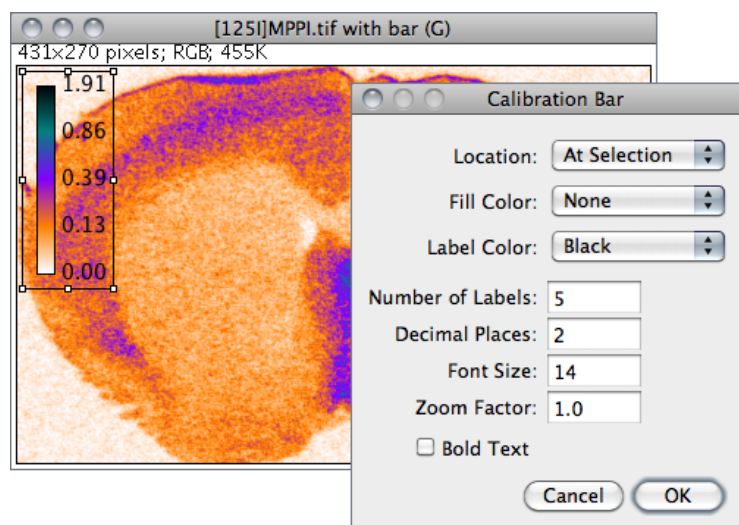 [125I]MPPI.tif with bar (G)
431x270 pixels; RGB; 455K
1.91
0.86
0.39
0.13
0.00
Calibration Bar
Location: At Selection
Fill Color: None
Label Color: Black
Number of Labels: 5
Decimal Places: 2
Font Size: 14
Zoom Factor: 1.0
Bold Text
Cancel OK